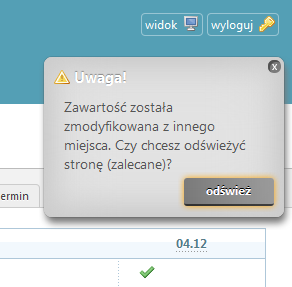 widok wyloguj
Uwaga!
Zawartość została
zmodyfikowana z innego
miejsca. Czy chcesz odświeżyć
stronę (zalecane)?
odśwież
ermin
04.12